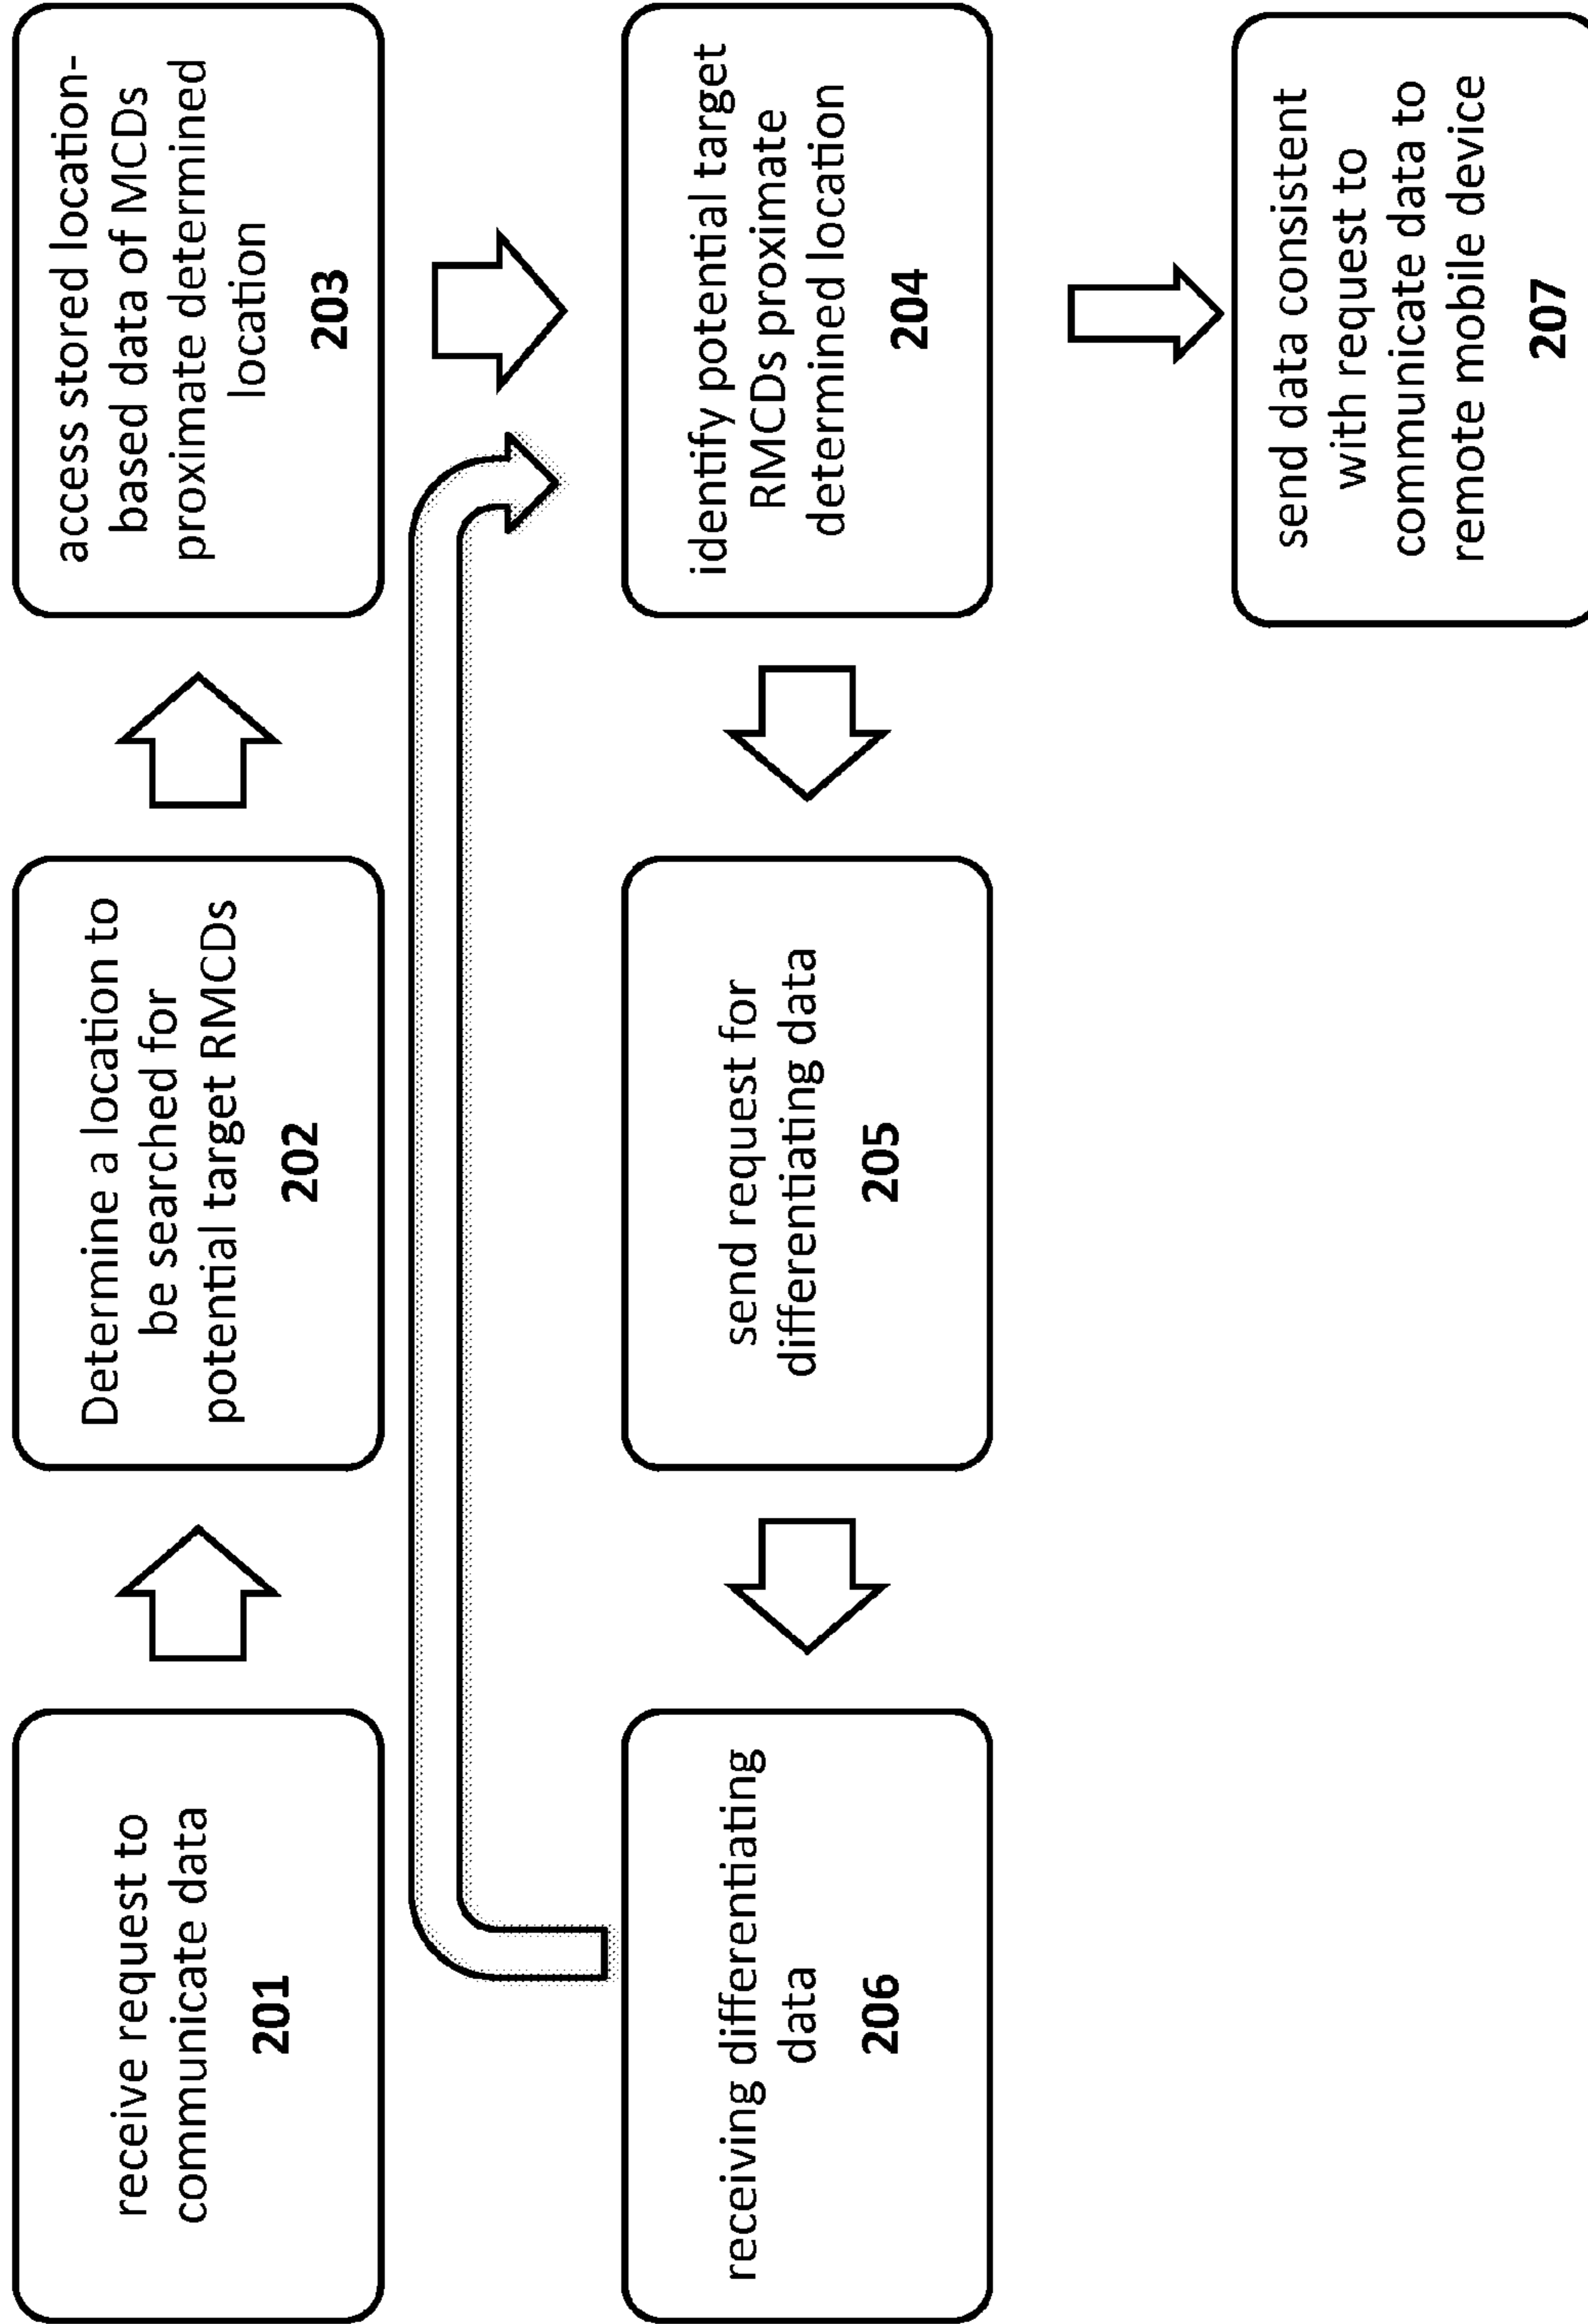 receive request to
communicate data
201
Determine a location to
be searched for
potential target RMCDs
202
access stored location-
based data of MCDs
proximate determined
location
203
identify potential target
RMCDs proximate
determined location
204
send request for
differentiating data
205
receiving differentiating
data
206
send data consistent
with request to
communicate data to
remote mobile device
207